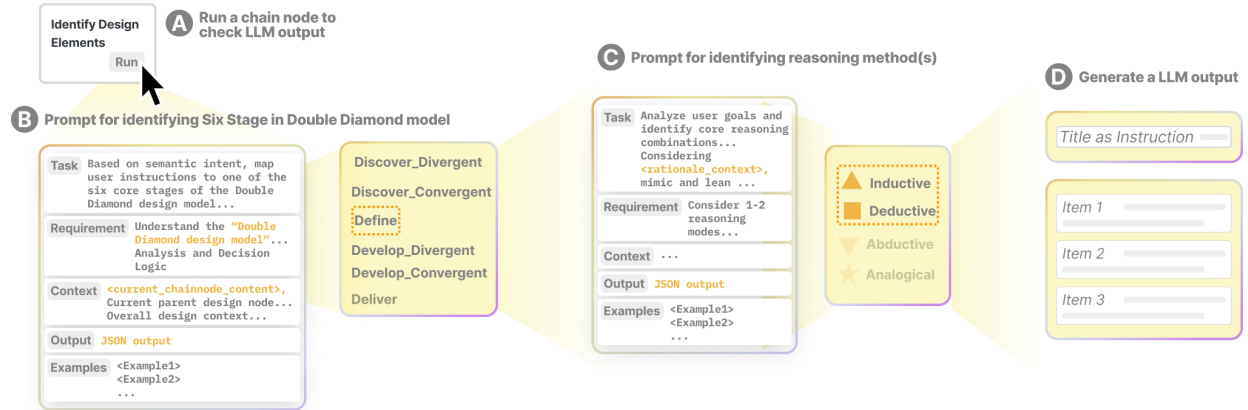 Identify Design
Elements
Run
A Run a chain node to
check LLM output
B Prompt for identifying Six Stage in Double Diamond model
Task Based on semantic intent, map
user instructions to one of the
six core stages of the Double
Diamond design model...
Requirement Understand the “Double
Diamond design model”...
Analysis and Decision
Logic
Context <current_chainnode_content>,
Current parent design node...
Overall design context...
Output JSON output
Examples <Example1>
<Example2>
...
Discover_Divergent
Discover_Convergent
Define
Develop_Divergent
Develop_Convergent
Deliver
C Prompt for identifying reasoning method(s)
Task Analyze user goals and
identify core reasoning
combinations...
Considering
<rationale_context>,
mimic and lean ...
Requirement Consider 1-2
reasoning
modes...
Context ...
Output JSON output
Examples <Example1>
<Example2>
...
Inductive
Deductive
Abductive
Analogical
D Generate a LLM output
Title as Instruction
Item 1
Item 2
Item 3